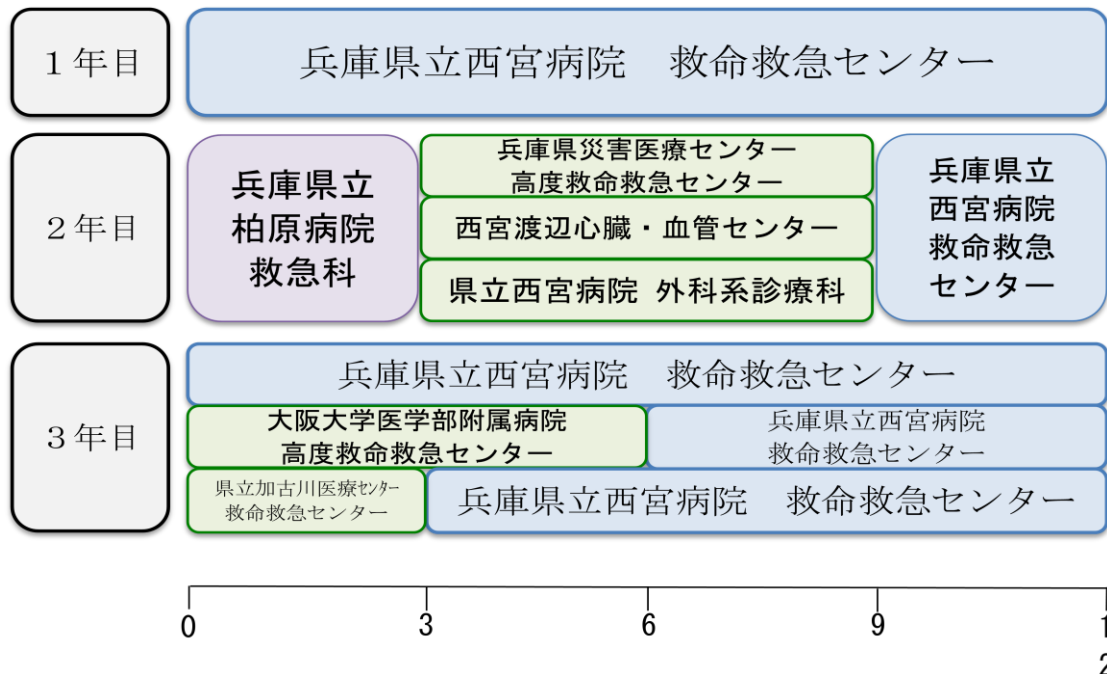 1年目
兵庫県立西宮病院　救命救急センター
2年目
兵庫県立
柏原病院
救急科
兵庫県災害医療センター
高度救命救急センター
西宮渡辺心臓・血管センター
県立西宮病院 外科系診療科
兵庫県立
西宮病院
救命救急
センター
3年目
兵庫県立西宮病院　救命救急センター
大阪大学医学部附属病院
高度救命救急センター
兵庫県立西宮病院
救命救急センター
県立加古川医療ｾﾝﾀｰ
救命救急センター
兵庫県立西宮病院　救命救急センター
0
3
6
9
1
2